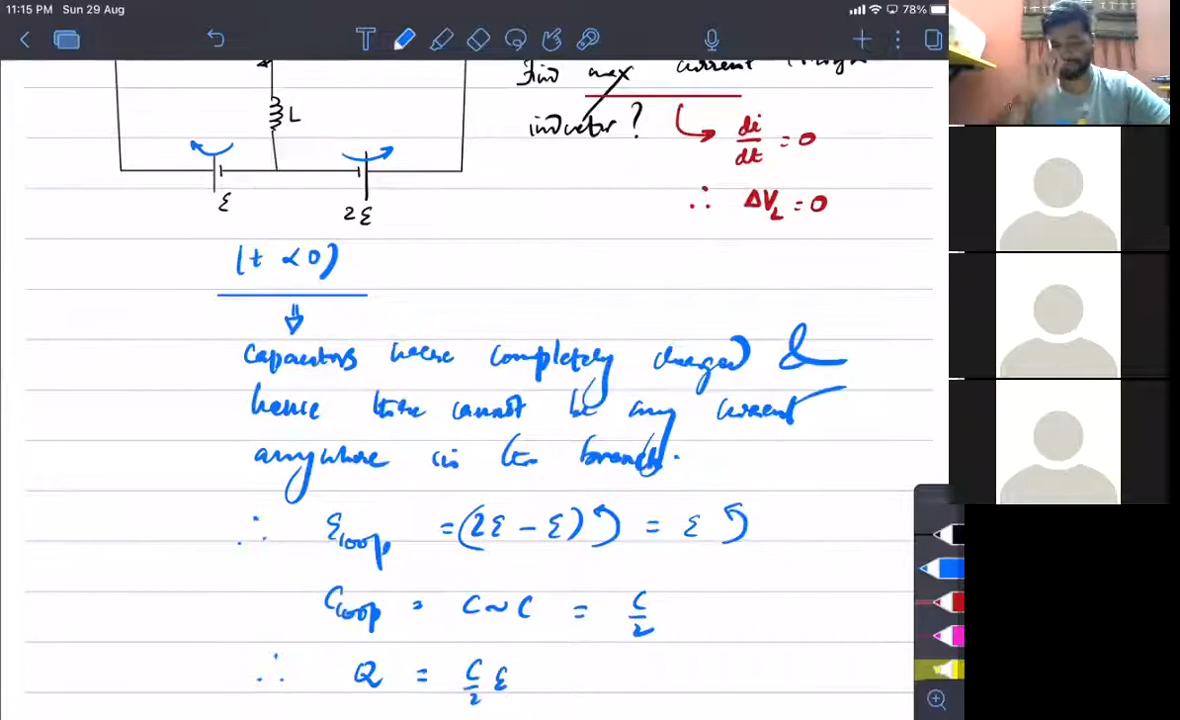 11:15 PM Sun 29 Aug
78%
T
Find max current through
inductor ?
di/dt = 0
∴ ΔV_L = 0
L
ε
2ε
(t < 0)
Capacitors were completely charged &
hence there cannot be any current
anywhere in the branch.
∴ ε_loop = (2ε - ε) ↺ = ε ↺
C_loop = C ~ C = C/2
∴ Q = C/2 ε